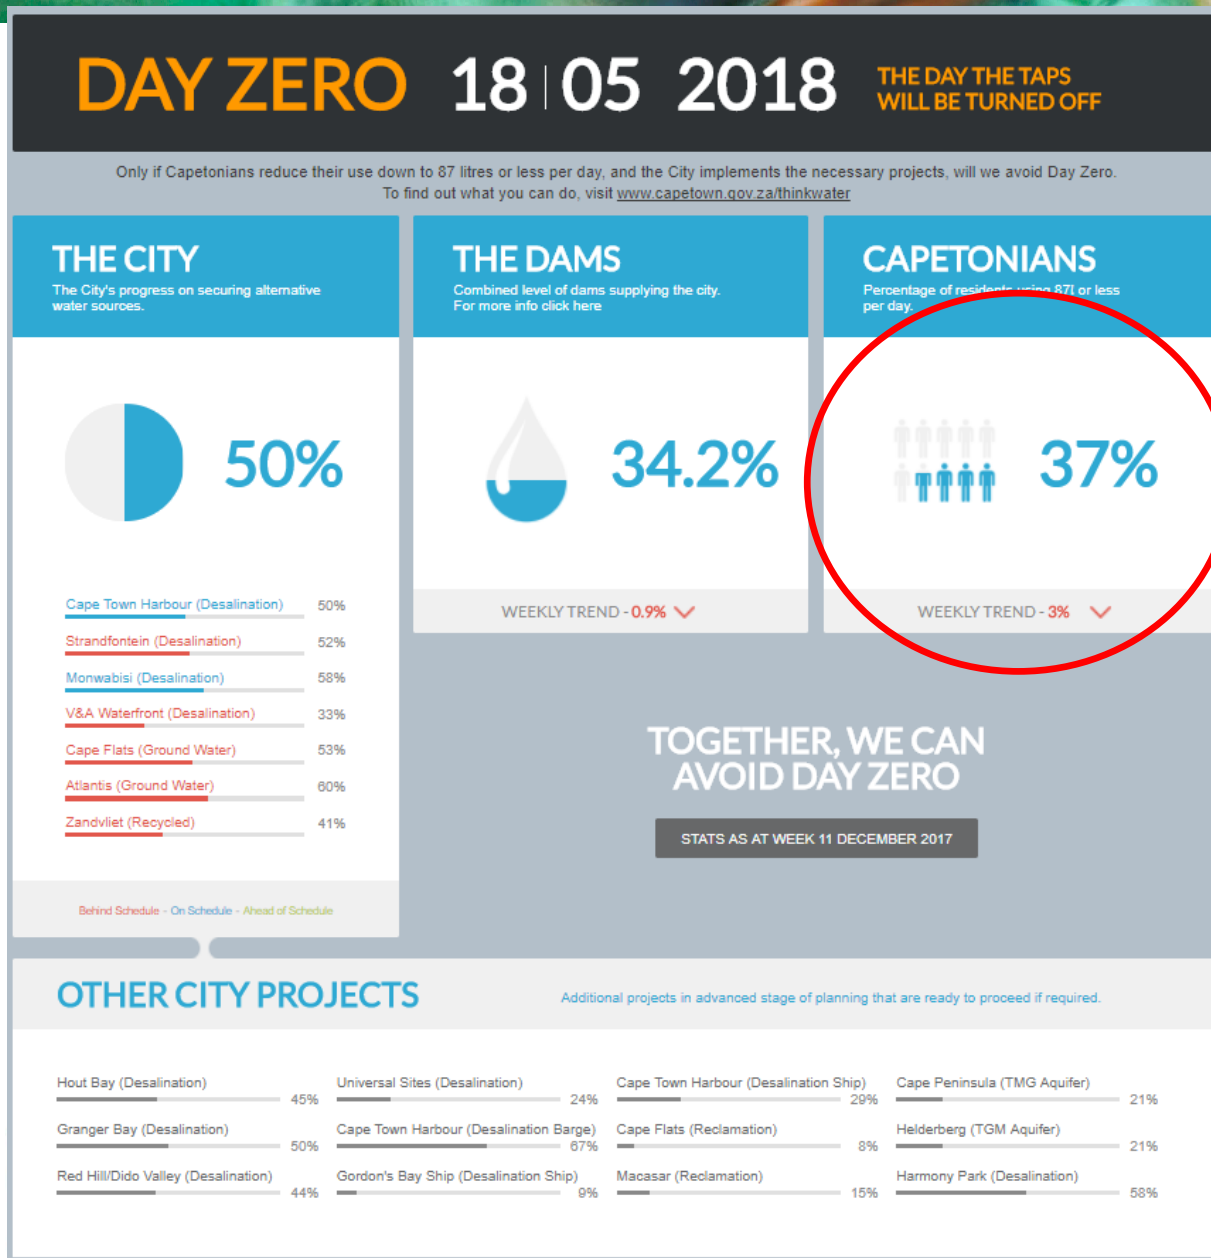 DAY ZERO 18 | 05 2018 THE DAY THE TAPS
WILL BE TURNED OFF
Only if Capetonians reduce their use down to 87 litres or less per day, and the City implements the necessary projects, will we avoid Day Zero.
To find out what you can do, visit www.capetown.gov.za/thinkwater
THE CITY
The City's progress on securing alternative
water sources.
50%
Cape Town Harbour (Desalination) 50%
Strandfontein (Desalination) 52%
Monwabisi (Desalination) 58%
V&A Waterfront (Desalination) 33%
Cape Flats (Ground Water) 53%
Atlantis (Ground Water) 60%
Zandvliet (Recycled) 41%
Behind Schedule - On Schedule - Ahead of Schedule
THE DAMS
Combined level of dams supplying the city.
For more info click here
34.2%
WEEKLY TREND - 0.9%
CAPETONIANS
Percentage of residents using 87l or less
per day.
37%
WEEKLY TREND - 3%
TOGETHER, WE CAN
AVOID DAY ZERO
STATS AS AT WEEK 11 DECEMBER 2017
OTHER CITY PROJECTS
Additional projects in advanced stage of planning that are ready to proceed if required.
Hout Bay (Desalination) 45%
Universal Sites (Desalination) 24%
Cape Town Harbour (Desalination Ship) 29%
Cape Peninsula (TMG Aquifer) 21%
Granger Bay (Desalination) 50%
Cape Town Harbour (Desalination Barge) 67%
Cape Flats (Reclamation) 8%
Helderberg (TGM Aquifer) 21%
Red Hill/Dido Valley (Desalination) 44%
Gordon's Bay Ship (Desalination Ship) 9%
Macasar (Reclamation) 15%
Harmony Park (Desalination) 58%